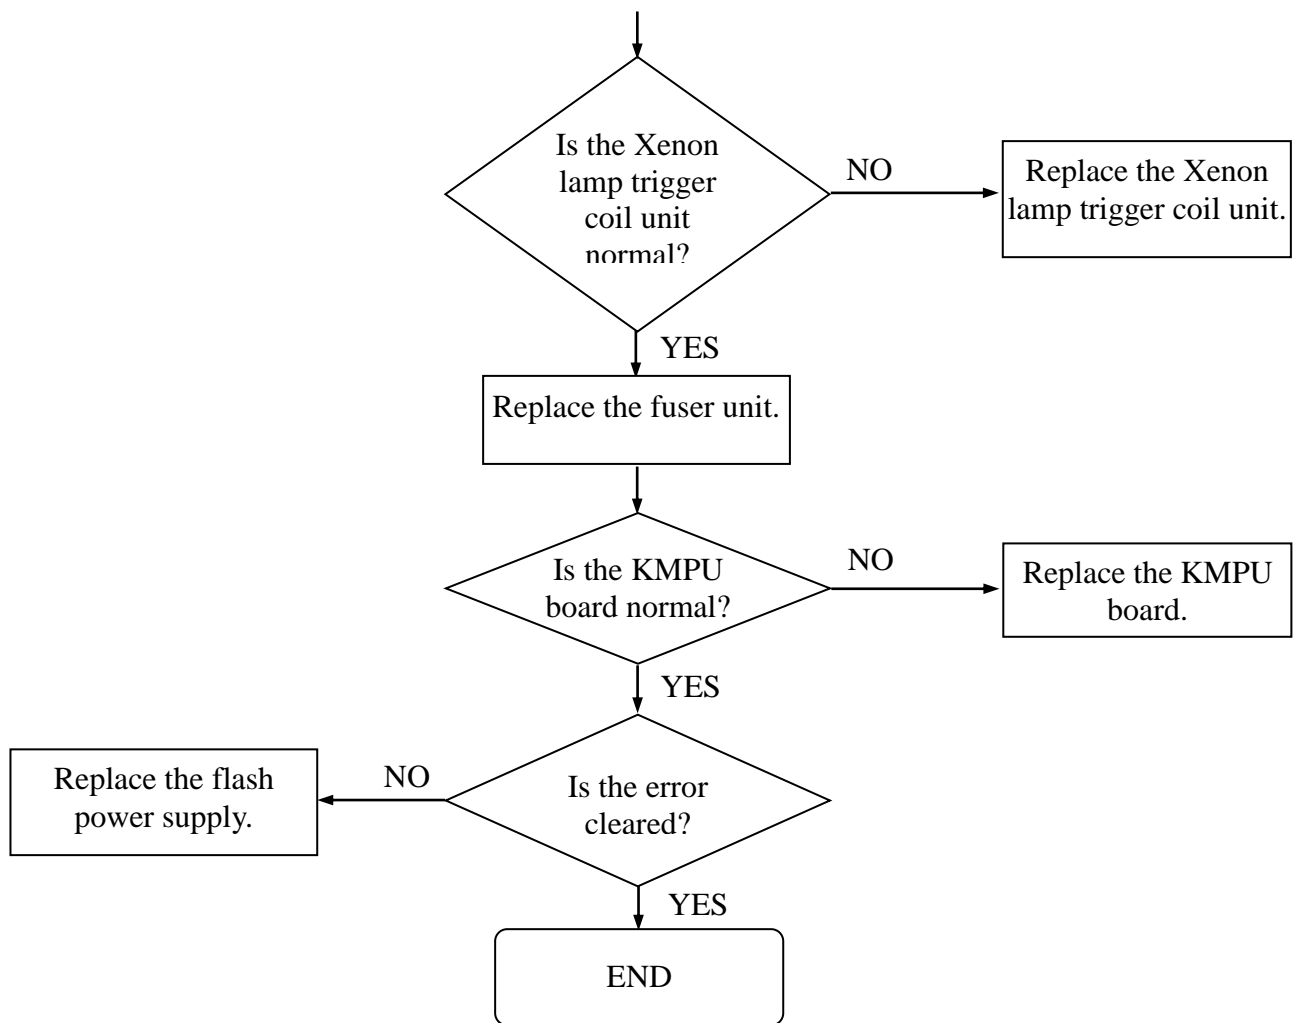 Is the Xenon
lamp trigger
coil unit
normal?
NO
Replace the Xenon
lamp trigger coil unit.
YES
Replace the fuser unit.
Is the KMPU
board normal?
NO
Replace the KMPU
board.
YES
Replace the flash
power supply.
NO
Is the error
cleared?
YES
END